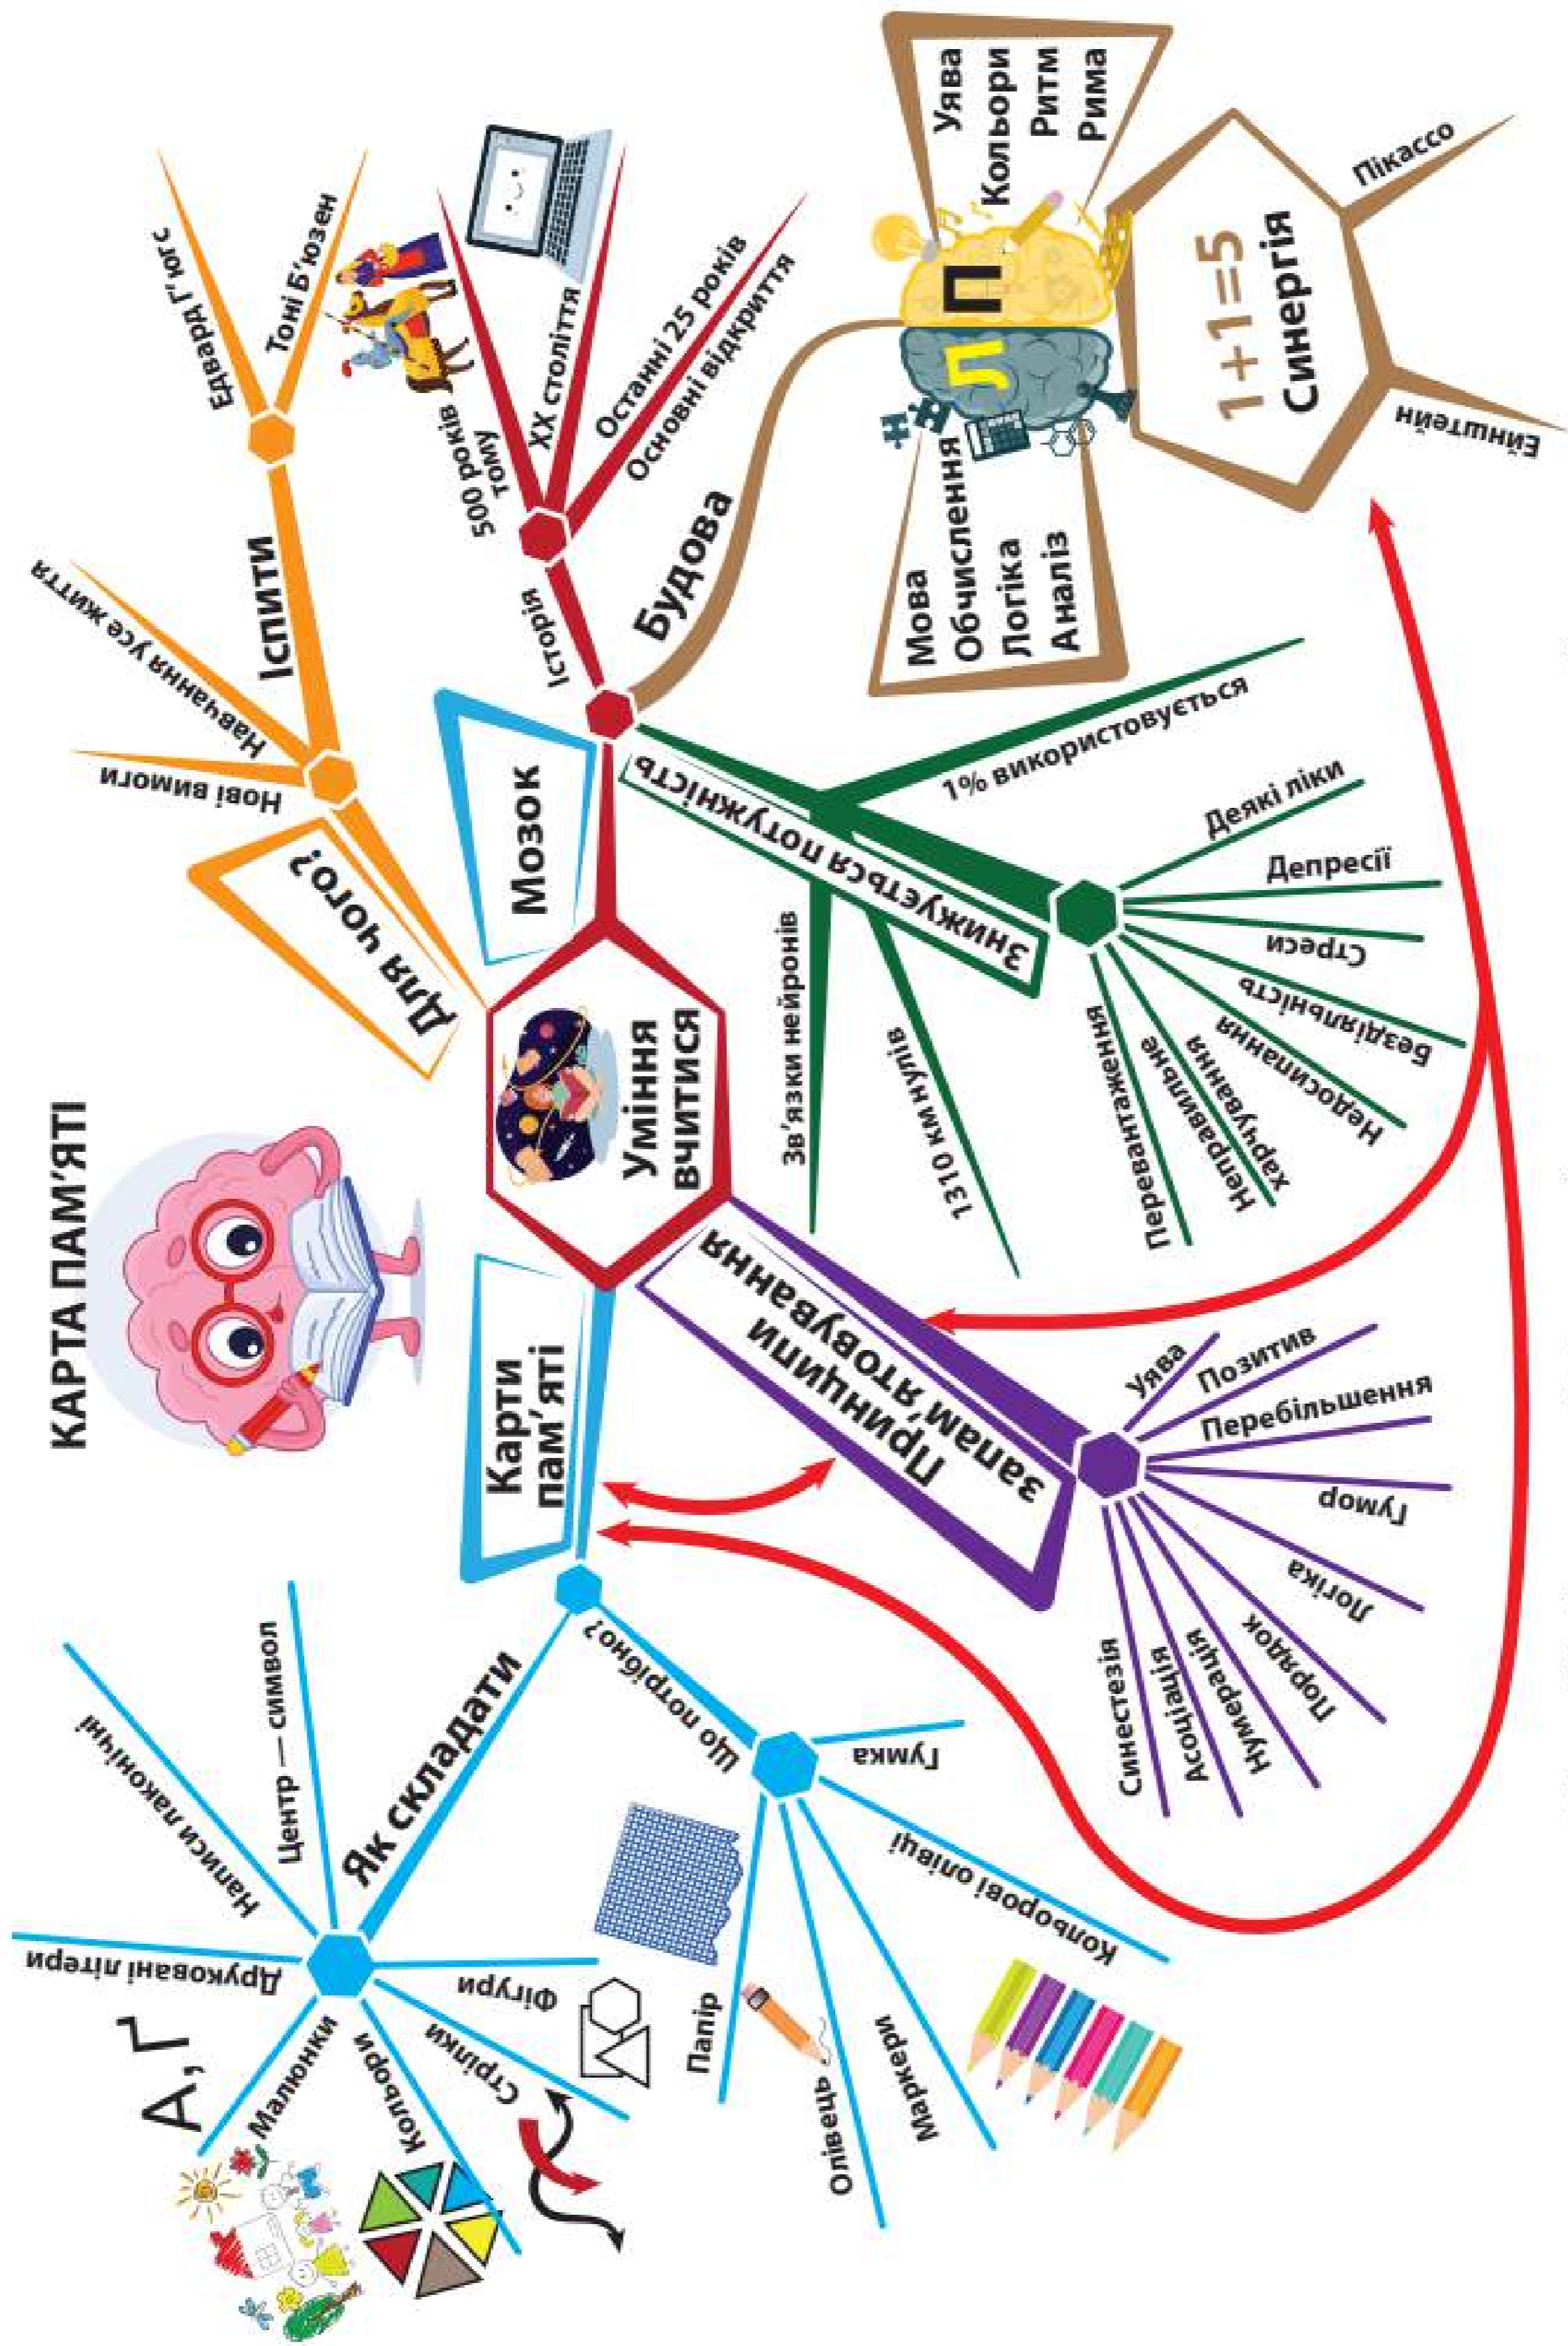 КАРТА ПАМ'ЯТІ
Уміння
вчитися
Карти
пам'яті
Як складати
Центр — символ
Написи лаконічні
Друковані літери
А, Ґ
Малюнки
Кольори
Стрілки
Фігури
Що потрібно?
Папір
Олівець
Маркери
Кольорові олівці
Гумка
Для чого?
Нові вимоги
Навчання усе життя
Іспити
Едвард Г'юґс
Тоні Б'юзен
Мозок
Історія
500 років
тому
ХХ століття
Останні 25 років
Основні відкриття
Будова
Л
П
Мова
Обчислення
Логіка
Аналіз
Уява
Кольори
Ритм
Рима
1+1=5
Синергія
Ейнштейн
Пікассо
Знижується потужність
1% використовується
Зв'язки нейронів
1310 км нулів
Деякі ліки
Депресії
Стреси
Бездіяльність
Недосипання
Неправильне
харчування
Перевантаження
Принципи
запам'ятовування
Уява
Позитив
Перебільшення
Гумор
Логіка
Порядок
Нумерація
Асоціація
Синестезія